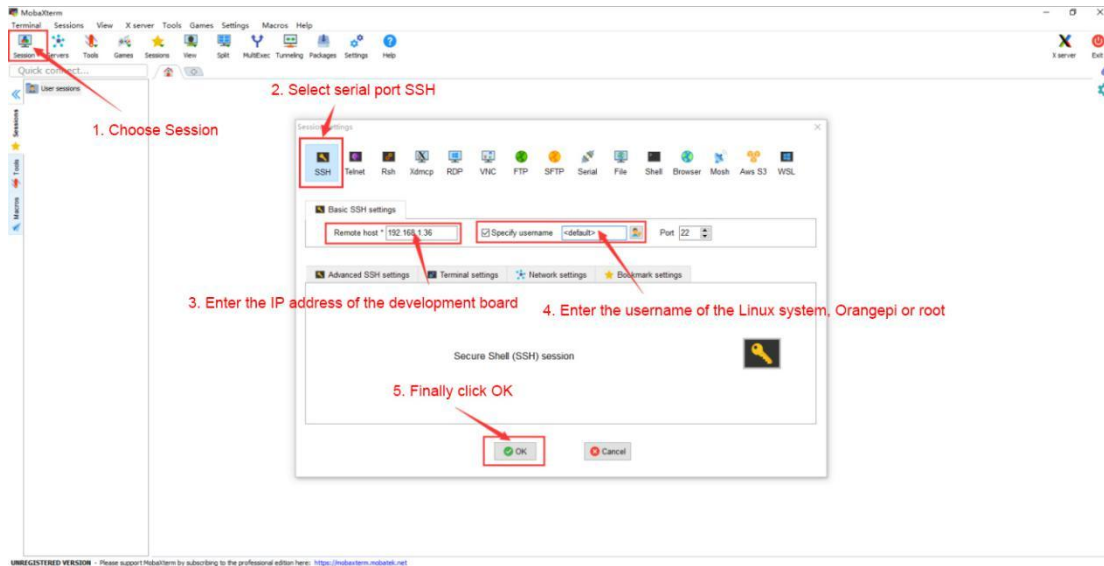 MobaXterm
Terminal Sessions View X server Tools Games Settings Macros Help
Session Servers Tools Games Sessions View Split MultiExec Tunneling Packages Settings Help
X server Exit
Quick connect...
User sessions
Sessions
Tools
Macros
1. Choose Session
2. Select serial port SSH
Session settings
SSH Telnet Rsh Xdmcp RDP VNC FTP SFTP Serial File Shell Browser Mosh Aws S3 WSL
Basic SSH settings
Remote host * 192.168.1.36 Specify username <default> Port 22
Advanced SSH settings Terminal settings Network settings Bookmark settings
3. Enter the IP address of the development board
4. Enter the username of the Linux system, Orangepi or root
Secure Shell (SSH) session
5. Finally click OK
OK Cancel
UNREGISTERED VERSION - Please support MobaXterm by subscribing to the professional edition here: https://mobaxterm.mobatek.net